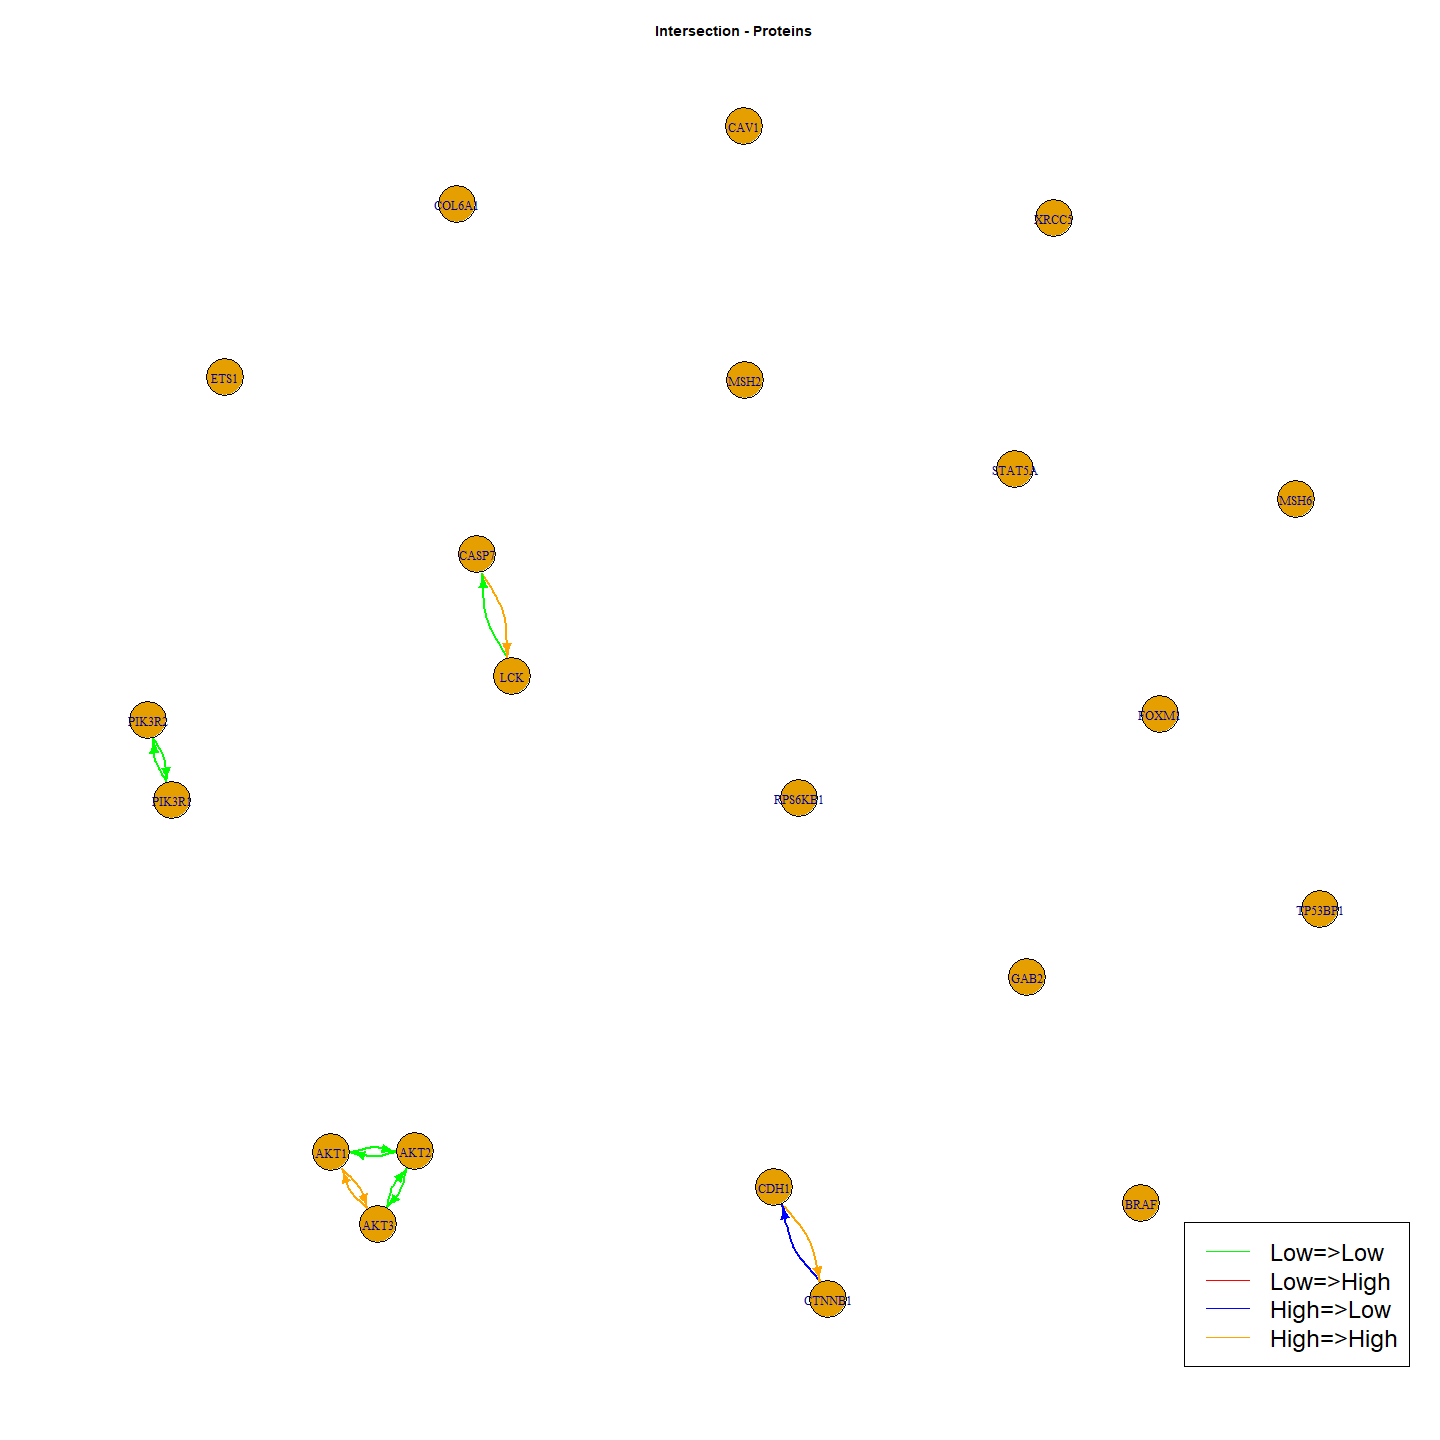 Intersection - Proteins
CAV1
COL6A1
XRCC5
ETS1
MSH2
STAT5A
MSH6
CASP7
LCK
PIK3R2
FOXM1
PIK3R1
RPS6KB1
TP53BP1
GAB2
AKT1
AKT2
CDH1
BRAF
AKT3
CTNNB1
Low=>Low
Low=>High
High=>Low
High=>High